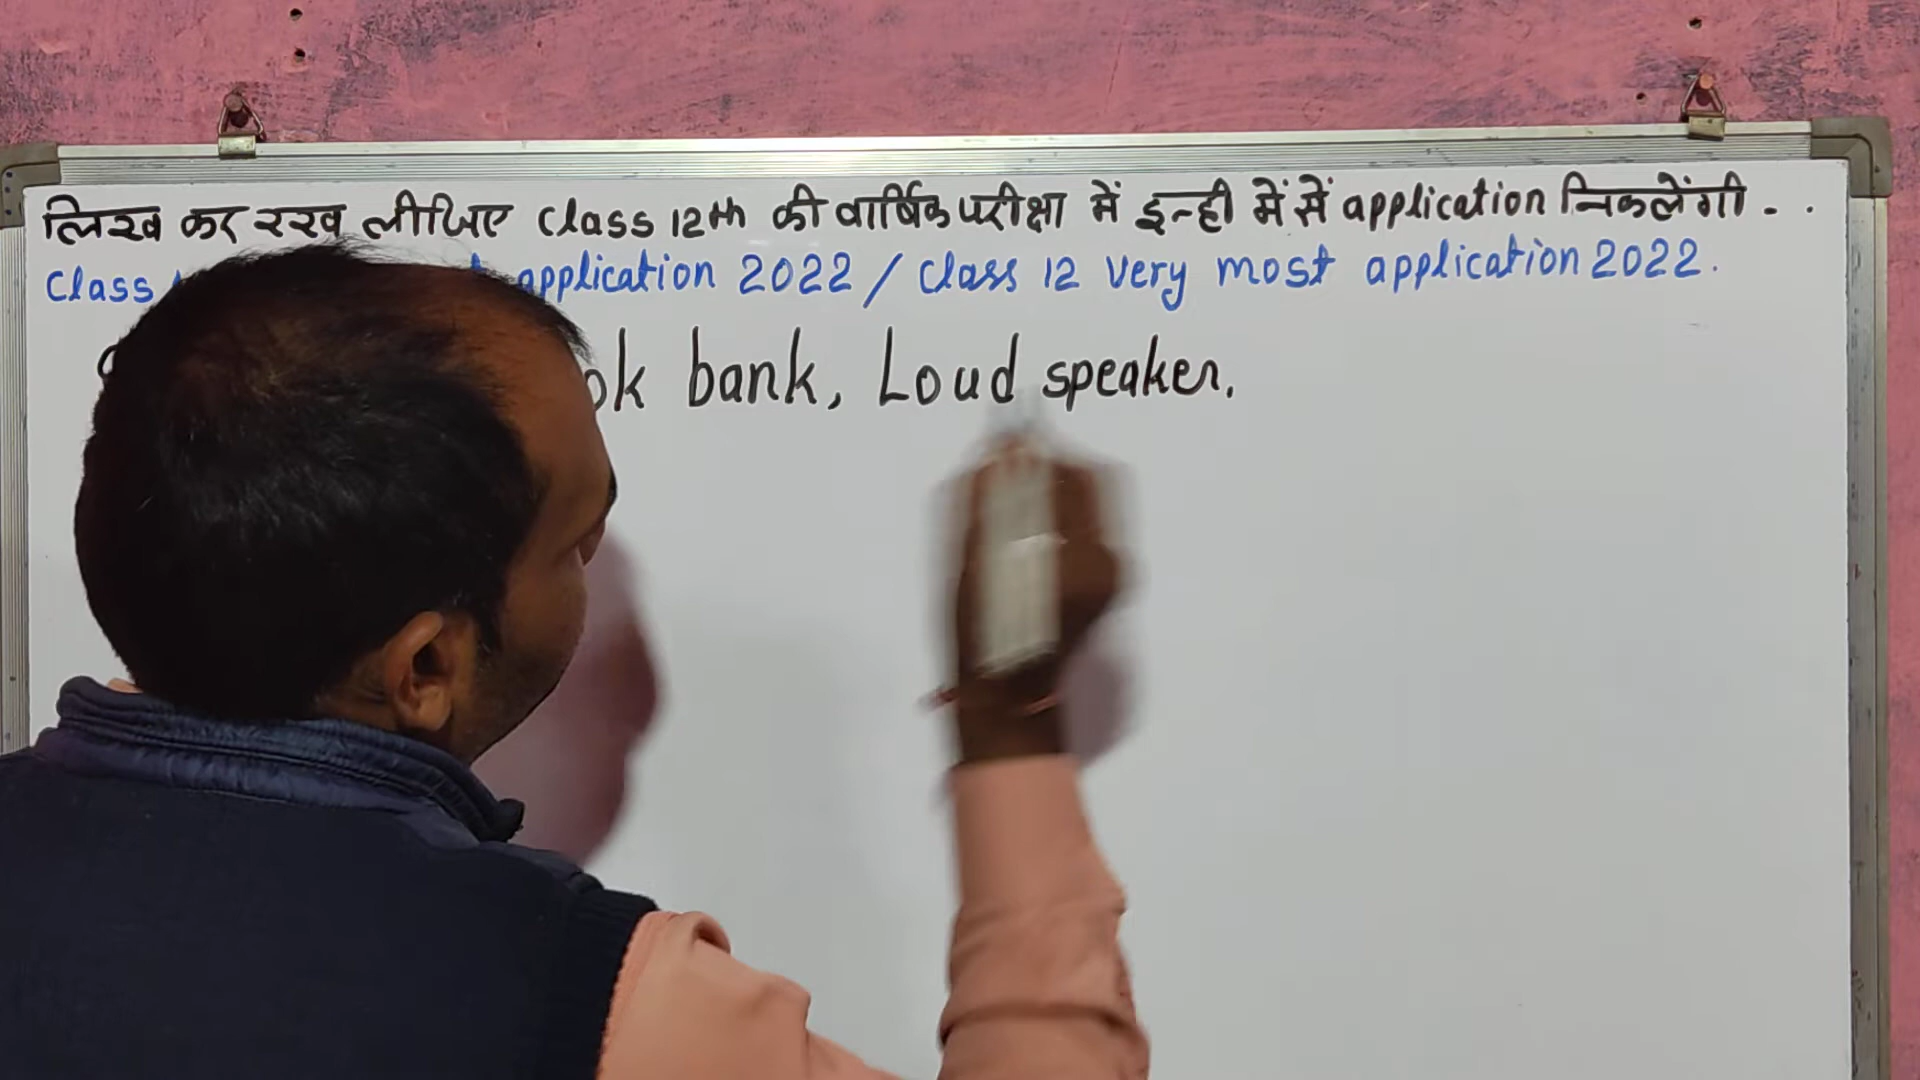 लिख कर रख लीजिए class 12th की वार्षिक परीक्षा में इन्ही में सें application निकलेंगी - .
Class application 2022 / Class 12 very most application 2022.
bank, Loud speaker.